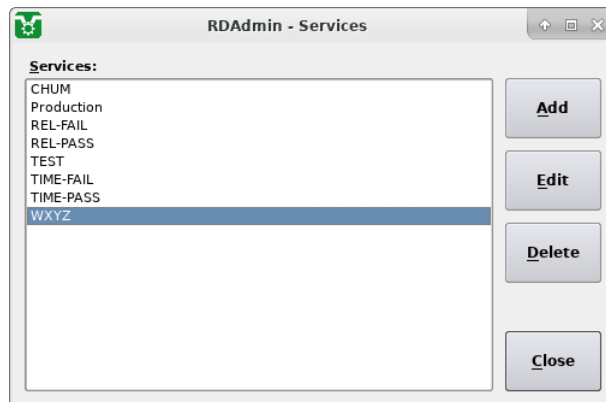 RDAdmin - Services
Services:
CHUM
Production
REL-FAIL
REL-PASS
TEST
TIME-FAIL
TIME-PASS
WXYZ
Add
Edit
Delete
Close